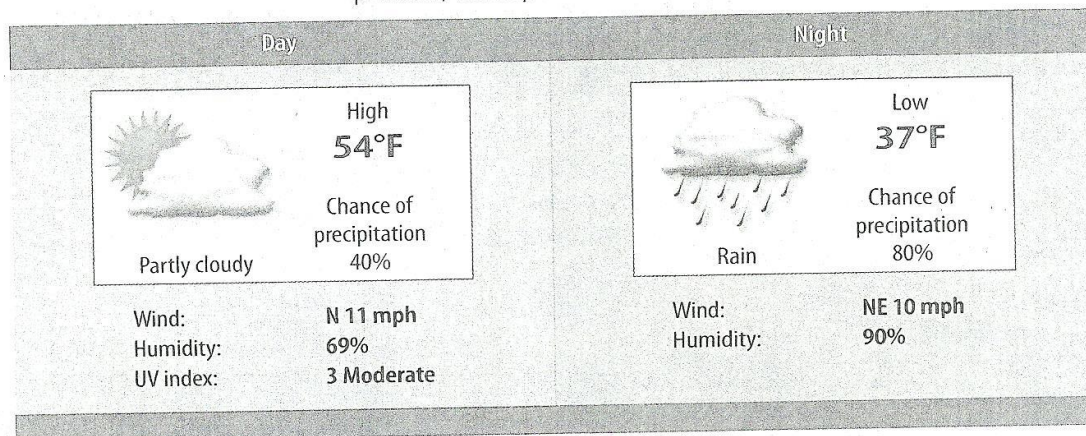 Day
High
54°F
Chance of
precipitation
40%
Partly cloudy
Wind: N 11 mph
Humidity: 69%
UV index: 3 Moderate
Night
Low
37°F
Chance of
precipitation
80%
Rain
Wind: NE 10 mph
Humidity: 90%